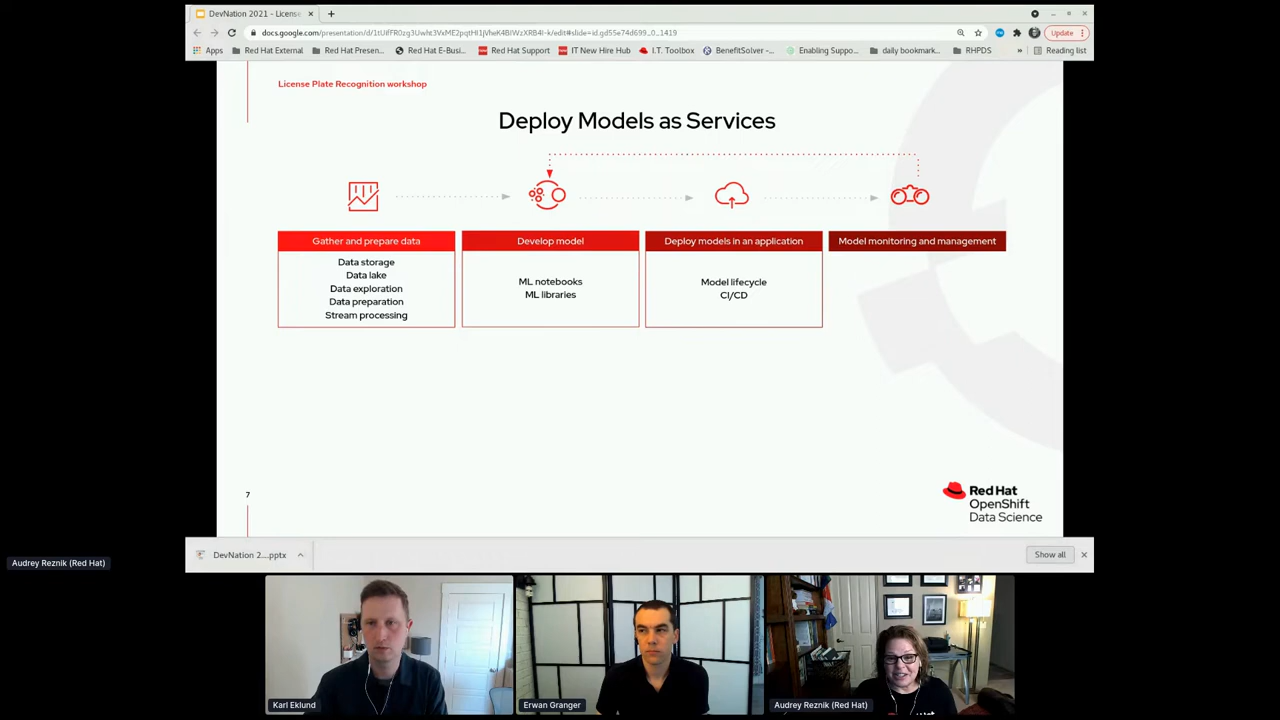 DevNation 2021 - License
docs.google.com/presentation/d/1tUifFR0zg3Uwht3VxME2pqtHI1jVheK4BIWzXRB4I-k/edit#slide=id.gd55e74d699_0_1419
Update
Apps
Red Hat External
Red Hat Presen...
Red Hat E-Busi...
Red Hat Support
IT New Hire Hub
I.T. Toolbox
BenefitSolver -...
Enabling Suppo...
daily bookmark...
RHPDS
»
Reading list
License Plate Recognition workshop
Deploy Models as Services
Gather and prepare data
Data storage
Data lake
Data exploration
Data preparation
Stream processing
Develop model
ML notebooks
ML libraries
Deploy models in an application
Model lifecycle
CI/CD
Model monitoring and management
7
Red Hat
OpenShift
Data Science
DevNation 2....pptx
Show all
Audrey Reznik (Red Hat)
Karl Eklund
Erwan Granger
Audrey Reznik (Red Hat)